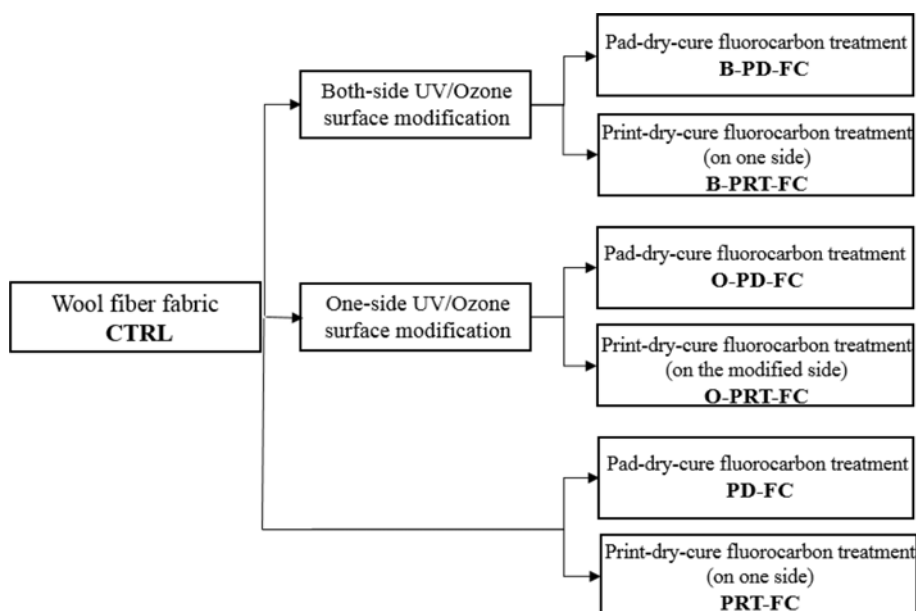 Wool fiber fabric
CTRL
Both-side UV/Ozone
surface modification
Pad-dry-cure fluorocarbon treatment
B-PD-FC
Print-dry-cure fluorocarbon treatment
(on one side)
B-PRT-FC
One-side UV/Ozone
surface modification
Pad-dry-cure fluorocarbon treatment
O-PD-FC
Print-dry-cure fluorocarbon treatment
(on the modified side)
O-PRT-FC
Pad-dry-cure fluorocarbon treatment
PD-FC
Print-dry-cure fluorocarbon treatment
(on one side)
PRT-FC